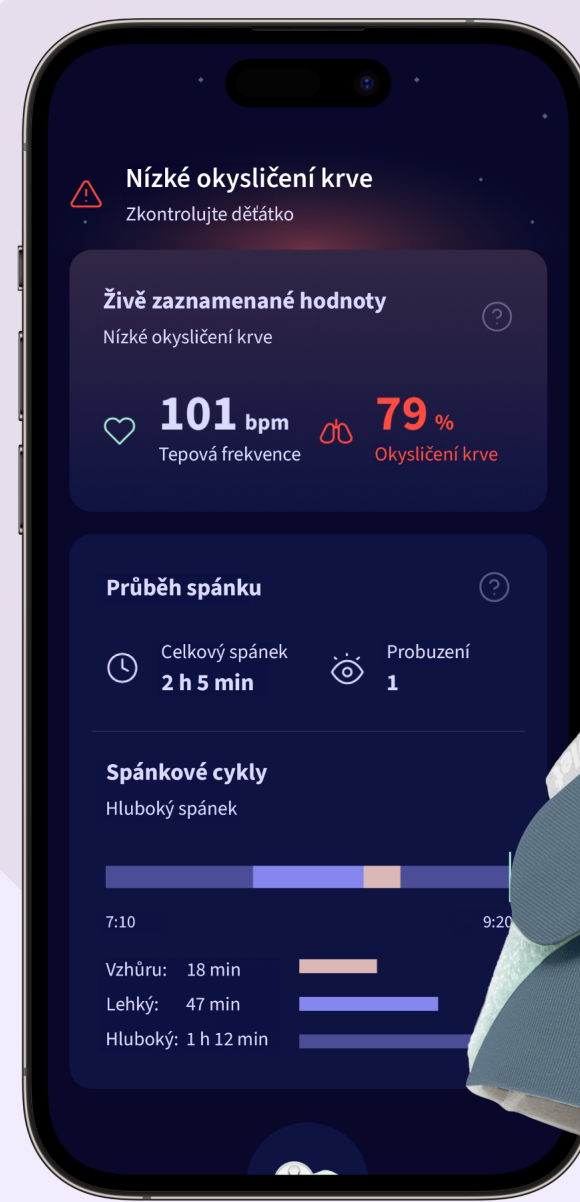 Nízké okysličení krve
Zkontrolujte děťátko
Živě zaznamenané hodnoty
Nízké okysličení krve
101 bpm
Tepová frekvence
79 %
Okysličení krve
Průběh spánku
Celkový spánek
2 h 5 min
Probuzení
1
Spánkové cykly
Hluboký spánek
7:10
9:20
Vzhůru: 18 min
Lehký: 47 min
Hluboký: 1 h 12 min